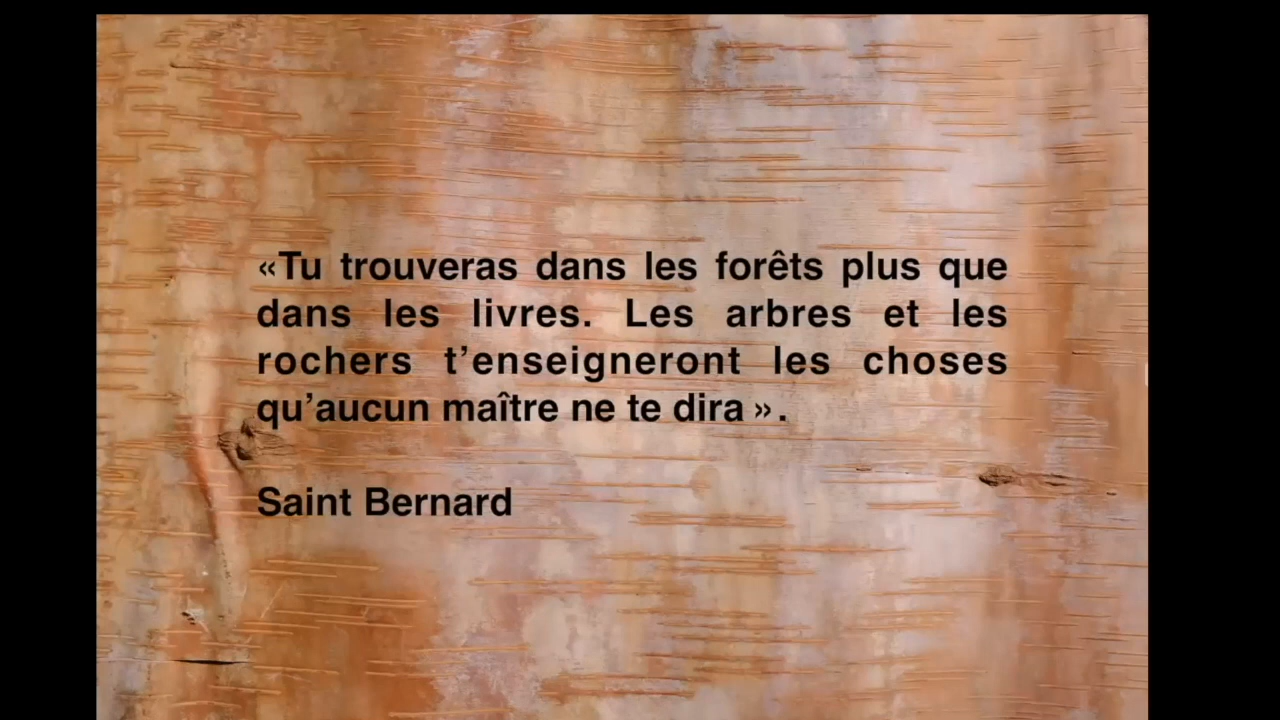 «Tu trouveras dans les forêts plus que
dans les livres. Les arbres et les
rochers t’enseigneront les choses
qu’aucun maître ne te dira ».
Saint Bernard